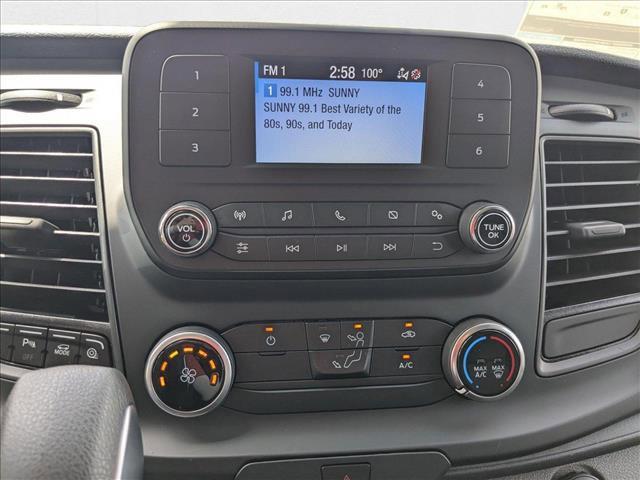 FM 1 2:58 100°
1 99.1 MHz SUNNY
SUNNY 99.1 Best Variety of the
80s, 90s, and Today
1
2
3
4
5
6
VOL
TUNE
OK
OFF
MODE
A/C
MAX
A/C
MAX